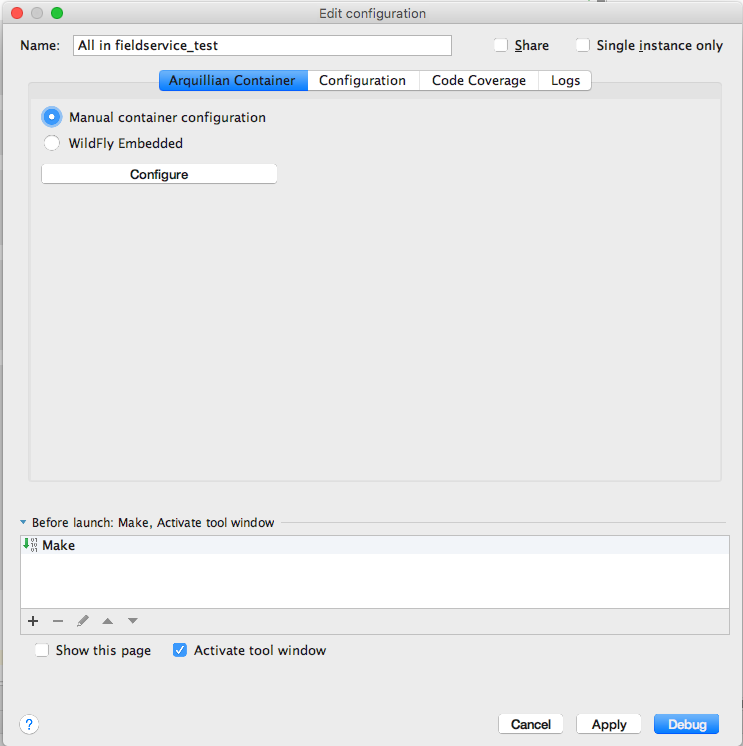 Edit configuration
Name: All in fieldservice_test Share Single instance only
Arquillian Container Configuration Code Coverage Logs
Manual container configuration
WildFly Embedded
Configure
Before launch: Make, Activate tool window
Make
Show this page Activate tool window
? Cancel Apply Debug